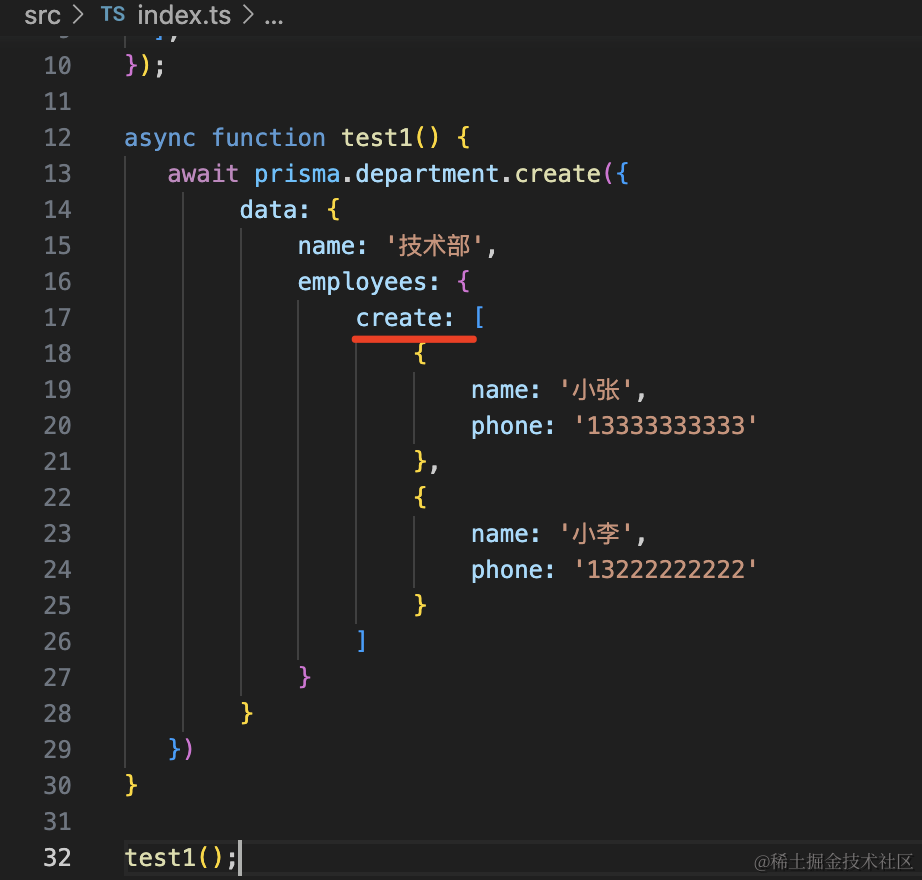 src > TS index.ts > ...
10 });
11
12 async function test1() {
13     await prisma.department.create({
14         data: {
15             name: '技术部',
16             employees: {
17                 create: [
18                     {
19                         name: '小张',
20                         phone: '13333333333'
21                     },
22                     {
23                         name: '小李',
24                         phone: '13222222222'
25                     }
26                 ]
27             }
28         }
29     })
30 }
31
32 test1();
@稀土掘金技术社区